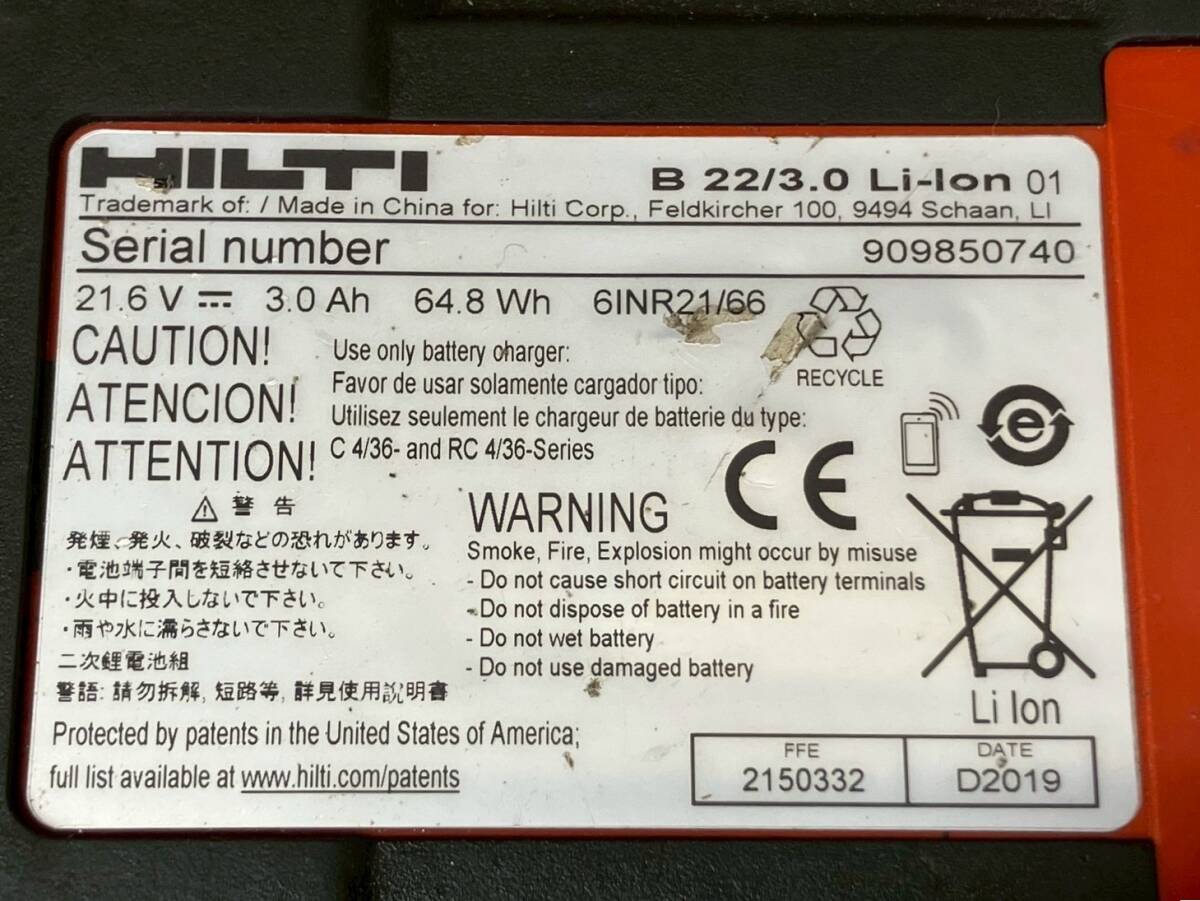 HILTI
B 22/3.0 Li-Ion 01
Trademark of: / Made in China for: Hilti Corp., Feldkircher 100, 9494 Schaan, LI
Serial number 909850740
21.6 V 3.0 Ah 64.8 Wh 6INR21/66
RECYCLE
CAUTION!
ATENCION!
ATTENTION!
Use only battery charger:
Favor de usar solamente cargador tipo:
Utilisez seulement le chargeur de batterie du type:
C 4/36- and RC 4/36-Series
CE
e
警告
発煙、発火、破裂などの恐れがあります。
・電池端子間を短絡させないで下さい。
・火中に投入しないで下さい。
・雨や水に濡らさないで下さい。
二次鋰電池組
警語: 請勿拆解, 短路等, 詳見使用說明書
WARNING
Smoke, Fire, Explosion might occur by misuse
- Do not cause short circuit on battery terminals
- Do not dispose of battery in a fire
- Do not wet battery
- Do not use damaged battery
Li Ion
Protected by patents in the United States of America;
full list available at www.hilti.com/patents
FFE
2150332
DATE
D2019